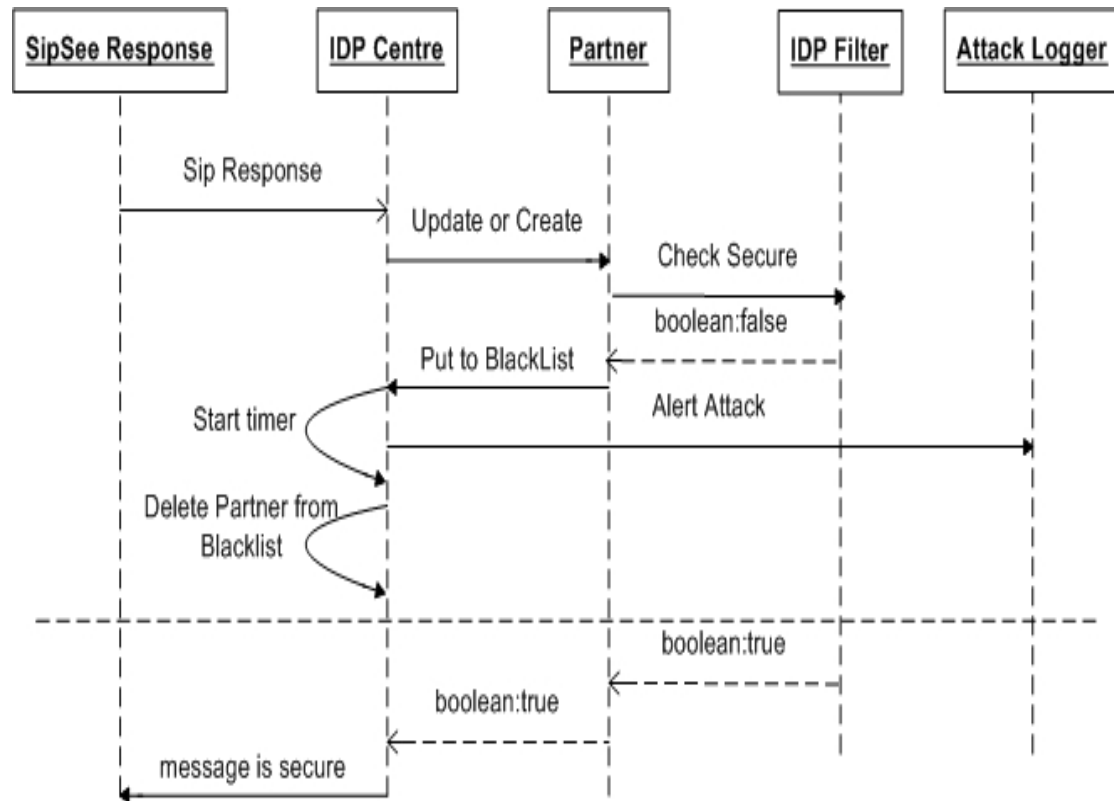 SipSee Response
IDP Centre
Partner
IDP Filter
Attack Logger
Sip Response
Update or Create
Check Secure
boolean:false
Put to BlackList
Alert Attack
Start timer
Delete Partner from
Blacklist
boolean:true
boolean:true
message is secure